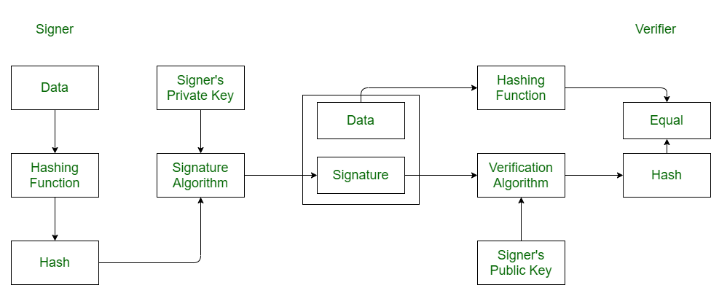 Signer
Verifier
Data
Signer's
Private Key
Hashing
Function
Data
Equal
Hashing
Function
Signature
Algorithm
Signature
Verification
Algorithm
Hash
Hash
Signer's
Public Key